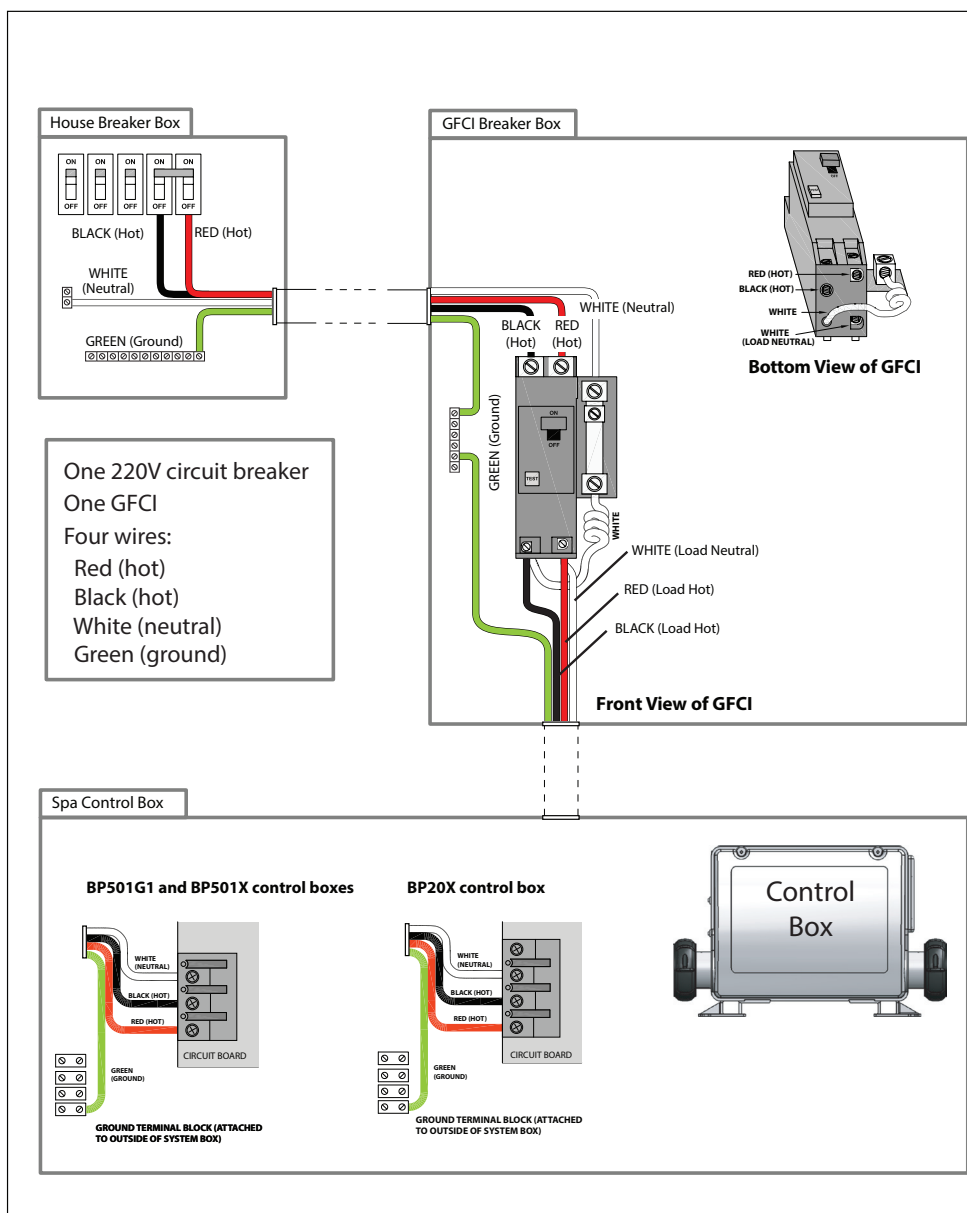 House Breaker Box
ON ON ON ON ON
OFF OFF OFF OFF OFF
BLACK (Hot)
RED (Hot)
WHITE
(Neutral)
GREEN (Ground)
GFCI Breaker Box
WHITE (Neutral)
BLACK
(Hot)
RED
(Hot)
GREEN (Ground)
ON
OFF
TEST
WHITE
WHITE (Load Neutral)
RED (Load Hot)
BLACK (Load Hot)
Front View of GFCI
OFF
RED (HOT)
BLACK (HOT)
WHITE
WHITE
(LOAD NEUTRAL)
Bottom View of GFCI
One 220V circuit breaker
One GFCI
Four wires:
Red (hot)
Black (hot)
White (neutral)
Green (ground)
Spa Control Box
BP501G1 and BP501X control boxes
WHITE
(NEUTRAL)
BLACK (HOT)
RED (HOT)
CIRCUIT BOARD
GREEN
(GROUND)
GROUND TERMINAL BLOCK (ATTACHED
TO OUTSIDE OF SYSTEM BOX)
BP20X control box
WHITE
(NEUTRAL)
BLACK (HOT)
RED (HOT)
CIRCUIT BOARD
GREEN
(GROUND)
GROUND TERMINAL BLOCK (ATTACHED
TO OUTSIDE OF SYSTEM BOX)
Control
Box